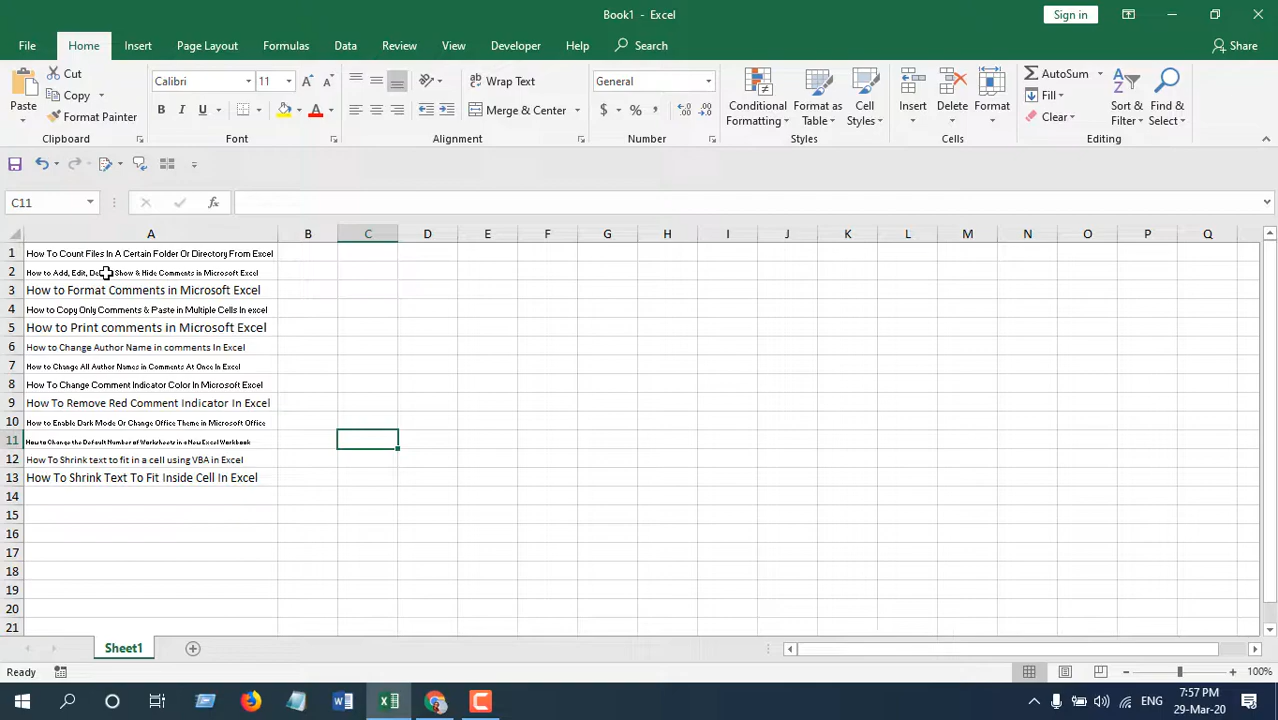 Book1 - Excel
Sign in
File Home Insert Page Layout Formulas Data Review View Developer Help Search Share
Paste
Cut
Copy
Format Painter
Clipboard
Calibri 11
B I U
Font
Wrap Text
Merge & Center
Alignment
General
$ % ,
Number
Conditional Formatting
Format as Table
Cell Styles
Styles
Insert Delete Format
Cells
AutoSum
Fill
Clear
Sort & Filter
Find & Select
Editing
C11 fx
A B C D E F G H I J K L M N O P Q
1 How To Count Files In A Certain Folder Or Directory From Excel
2 How to Add, Edit, Show & Hide Comments in Microsoft Excel
3 How to Format Comments in Microsoft Excel
4 How to Copy Only Comments & Paste in Multiple Cells In excel
5 How to Print comments in Microsoft Excel
6 How to Change Author Name in comments In Excel
7 How to Change All Author Names in Comments At Once In Excel
8 How To Change Comment Indicator Color In Microsoft Excel
9 How To Remove Red Comment Indicator In Excel
10 How to Enable Dark Mode Or Change Office Theme in Microsoft Office
11 How to Change the Default Number of Worksheets in a New Excel Workbook
12 How To Shrink text to fit in a cell using VBA in Excel
13 How To Shrink Text To Fit Inside Cell In Excel
14
15
16
17
18
19
20
21
Sheet1
Ready
100%
ENG
7:57 PM
29-Mar-20